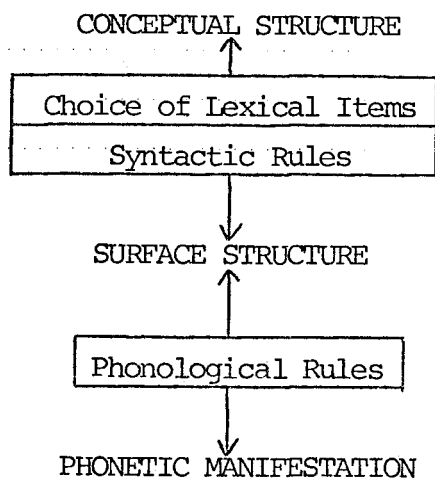 CONCEPTUAL STRUCTURE
Choice of Lexical Items
Syntactic Rules
SURFACE STRUCTURE
Phonological Rules
PHONETIC MANIFESTATION